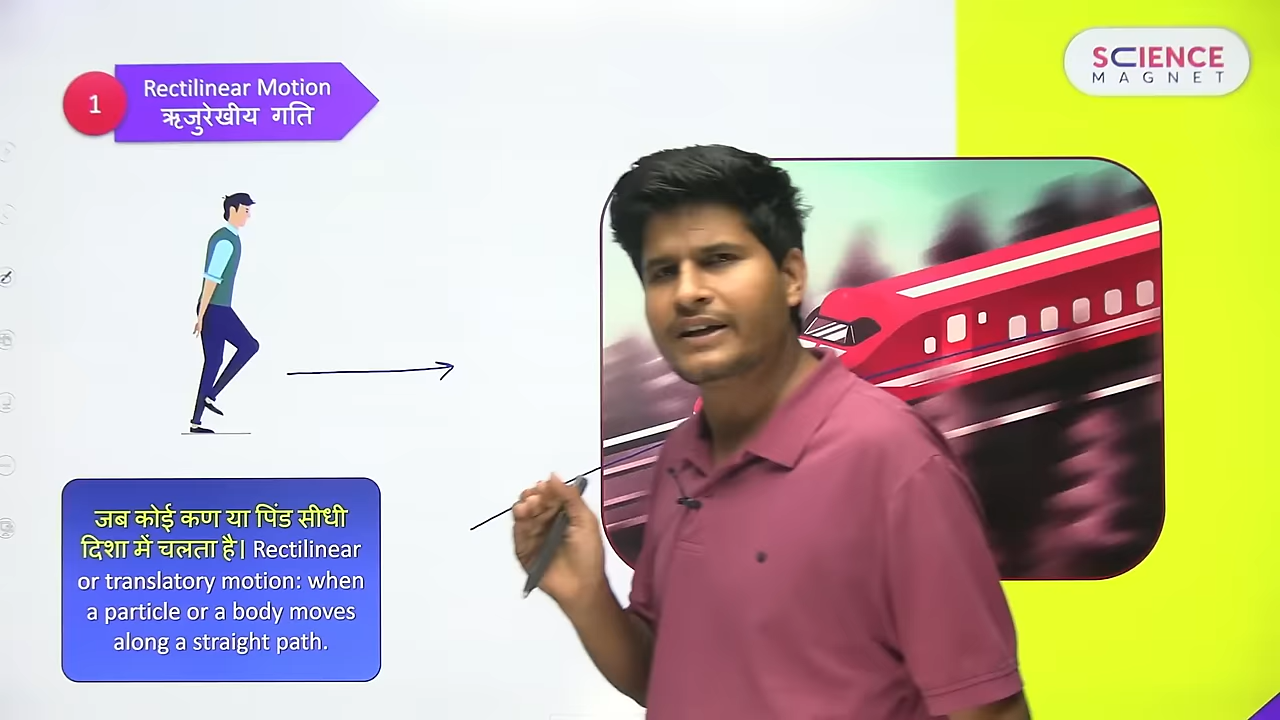 SCIENCE
MAGNET
1
Rectilinear Motion
ऋजुरेखीय गति
जब कोई कण या पिंड सीधी
दिशा में चलता है। Rectilinear
or translatory motion: when
a particle or a body moves
along a straight path.